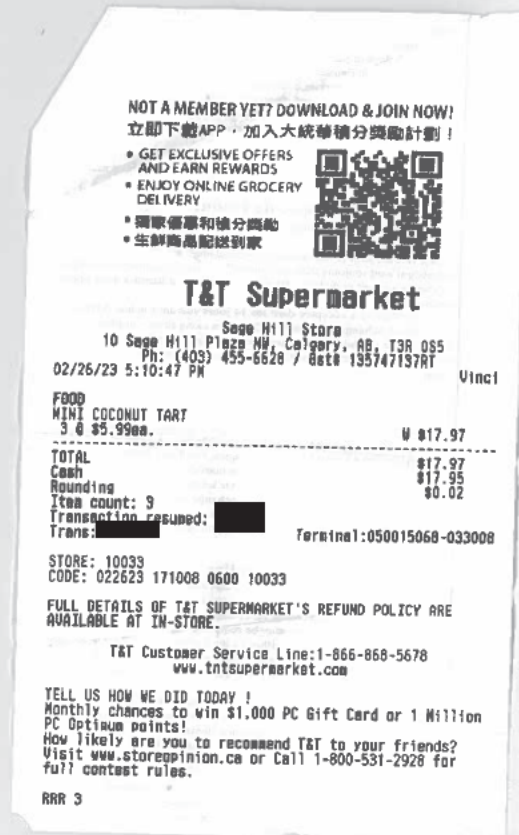 NOT A MEMBER YET? DOWNLOAD & JOIN NOW!
立即下載APP · 加入大統華積分獎勵計劃！
• GET EXCLUSIVE OFFERS
AND EARN REWARDS
• ENJOY ONLINE GROCERY
DELIVERY
• 獨家優惠和積分獎勵
• 生鮮商品配送到家
T&T Supermarket
Sage Hill Store
10 Sage Hill Plaza NW, Calgary, AB, T3R 0S5
Ph: (403) 455-6628 / Gst# 135747137RT
02/26/23 5:10:47 PM
Vinci
FOOD
MINI COCONUT TART
3 @ $5.99ea. W $17.97
TOTAL $17.97
Cash $17.95
Rounding $0.02
Item count: 3
Transaction resumed:
Trans: Terminal:050015068-033008
STORE: 10033
CODE: 022623 171008 0600 10033
FULL DETAILS OF T&T SUPERMARKET'S REFUND POLICY ARE
AVAILABLE AT IN-STORE.
T&T Customer Service Line:1-866-868-5678
www.tntsupermarket.com
TELL US HOW WE DID TODAY !
Monthly chances to win $1,000 PC Gift Card or 1 Million
PC Optimum points!
How likely are you to recommend T&T to your friends?
Visit www.storeopinion.ca or Call 1-800-531-2928 for
full contest rules.
RRR 3